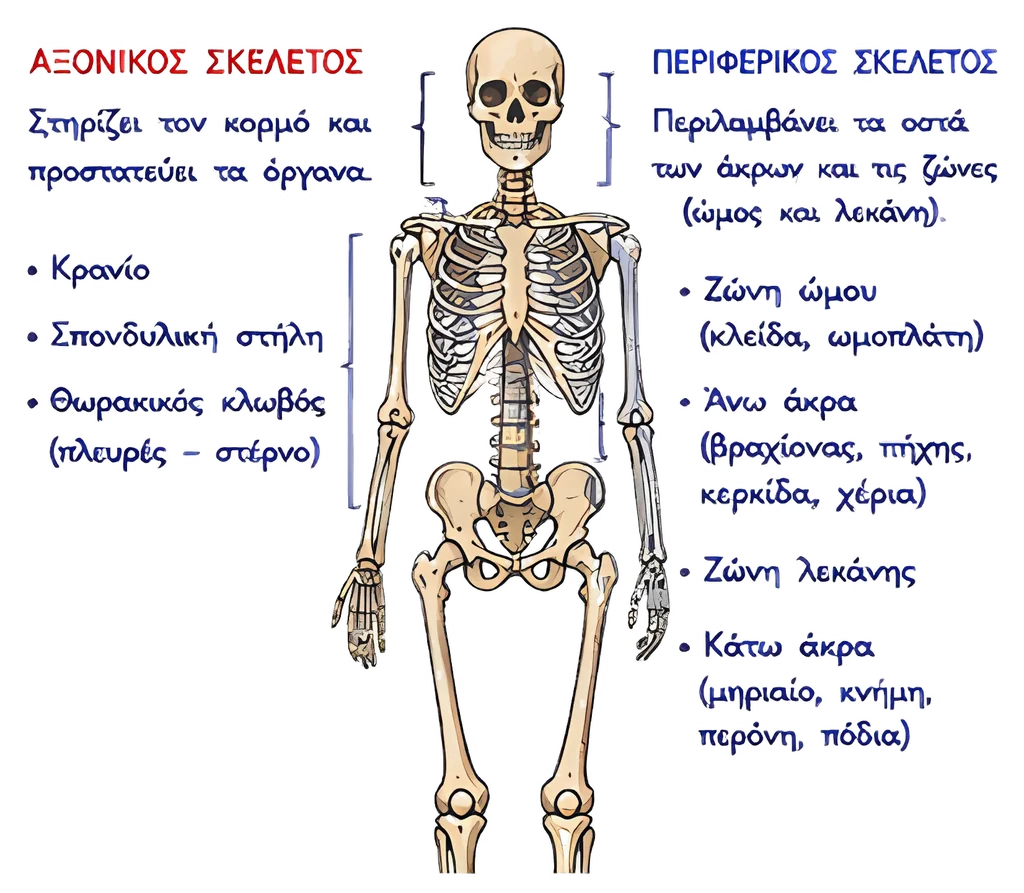 ΑΞΟΝΙΚΟΣ ΣΚΕΛΕΤΟΣ
Στηρίζει τον κορμό και
προστατεύει τα όργανα.
• Κρανίο
• Σπονδυλική στήλη
• Θωρακικός κλωβός
(πλευρές – στέρνο)
ΠΕΡΙΦΕΡΙΚΟΣ ΣΚΕΛΕΤΟΣ
Περιλαμβάνει τα οστά
των άκρων και τις ζώνες
(ώμος και λεκάνη).
• Ζώνη ώμου
(κλείδα, ωμοπλάτη)
• Άνω άκρα
(βραχίονας, πήχης,
κερκίδα, χέρια)
• Ζώνη λεκάνης
• Κάτω άκρα
(μηριαίο, κνήμη,
περόνη, πόδια)